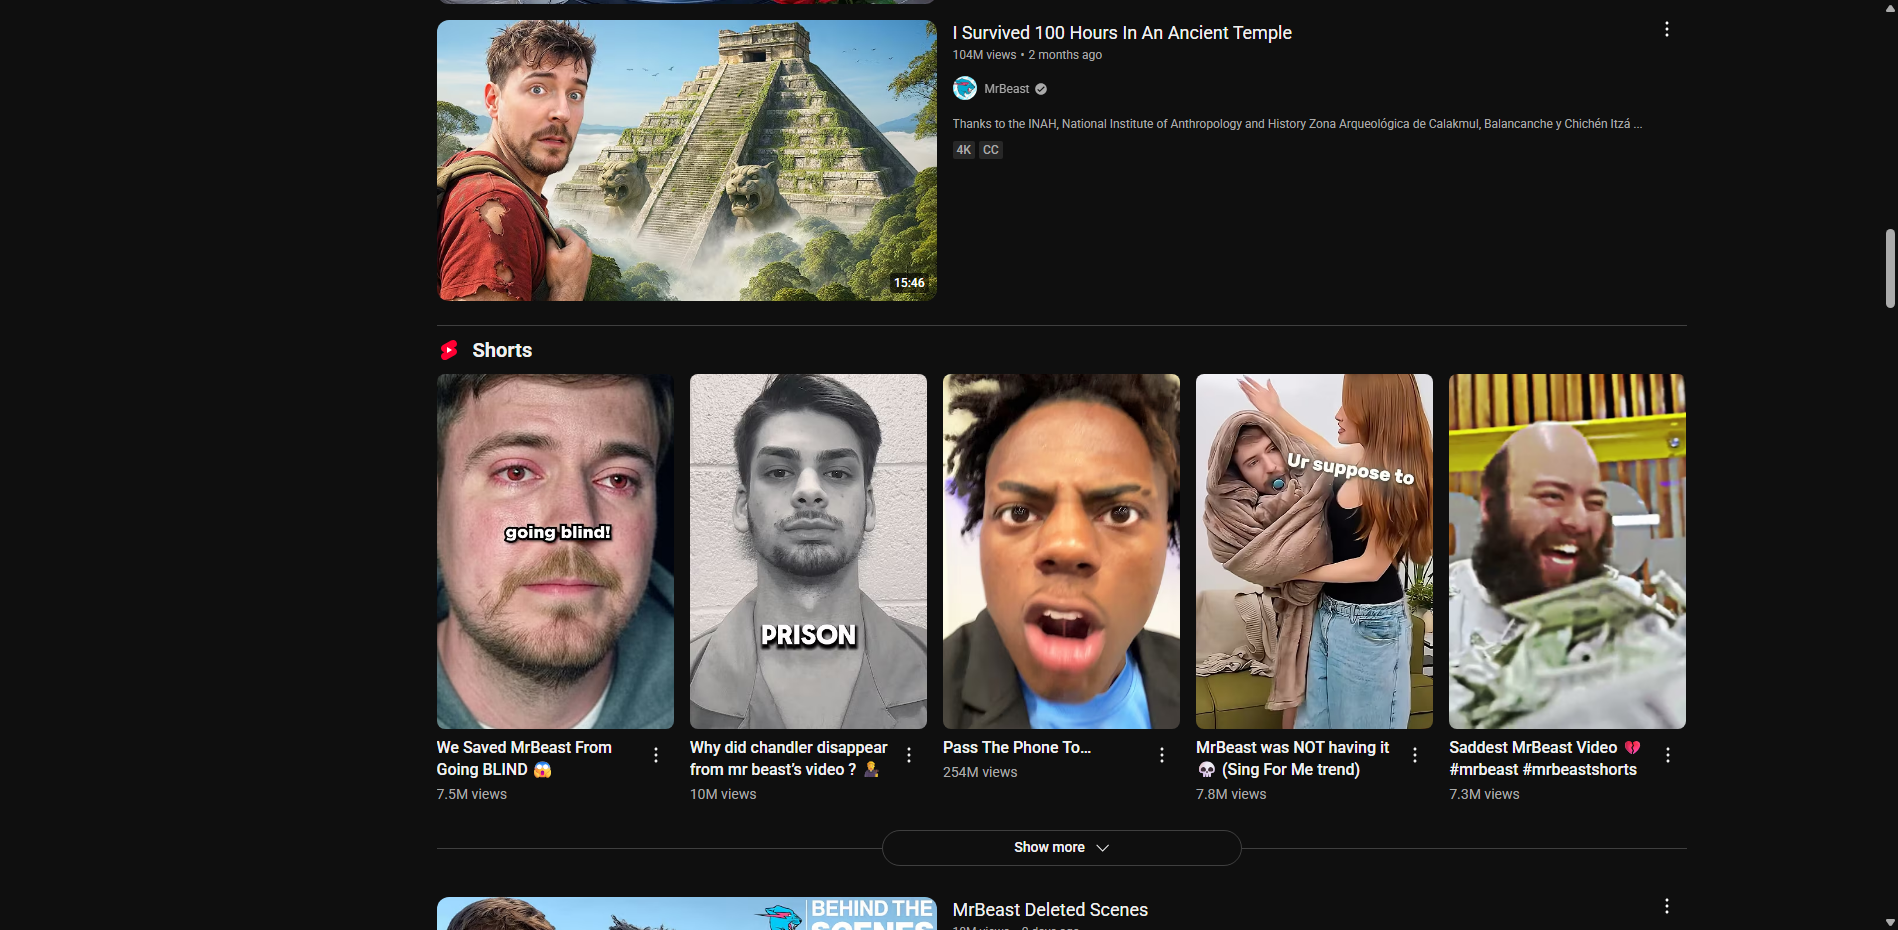 I Survived 100 Hours In An Ancient Temple
104M views • 2 months ago
MrBeast
Thanks to the INAH, National Institute of Anthropology and History Zona Arqueológica de Calakmul, Balancanche y Chichén Itzá ...
4K CC
15:46
Shorts
going blind!
PRISON
Ur suppose to
We Saved MrBeast From
Going BLIND 😱
7.5M views
Why did chandler disappear
from mr beast’s video ? 🤷‍♂️
10M views
Pass The Phone To...
254M views
MrBeast was NOT having it
💀 (Sing For Me trend)
7.8M views
Saddest MrBeast Video 💔
#mrbeast #mrbeastshorts
7.3M views
Show more
BEHIND THE
SCENES
MrBeast Deleted Scenes